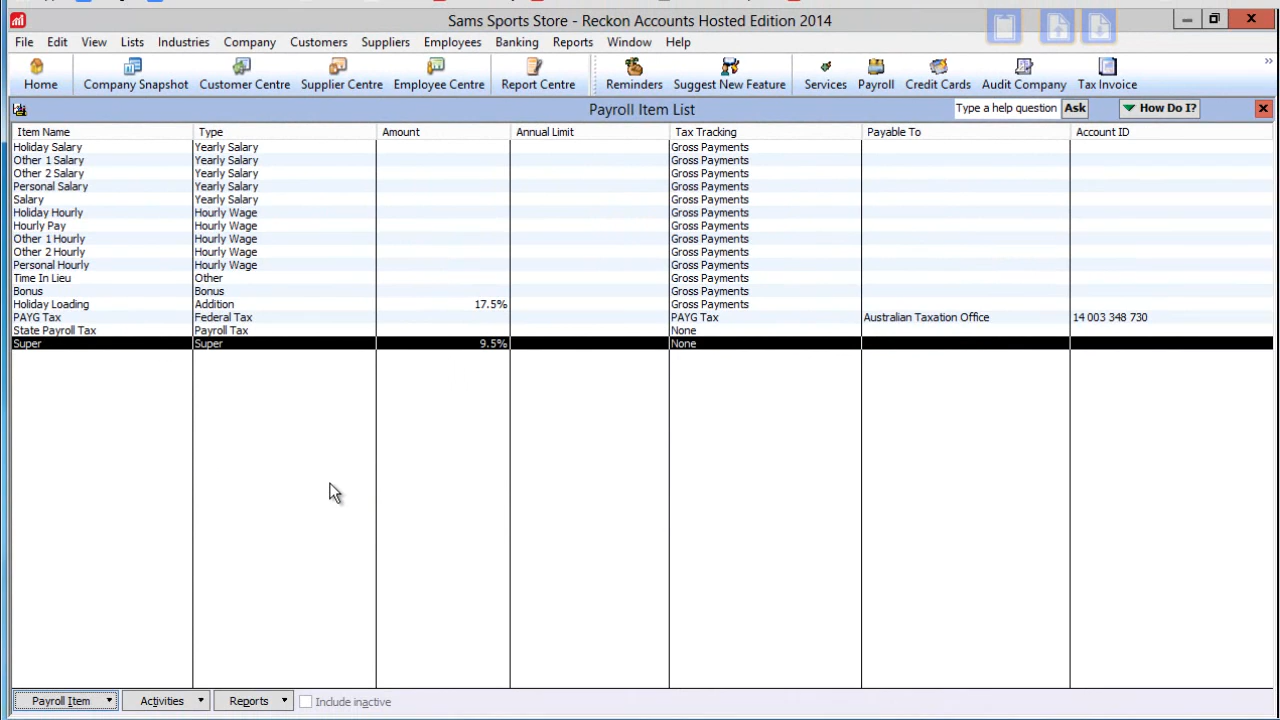 Sams Sports Store - Reckon Accounts Hosted Edition 2014
File Edit View Lists Industries Company Customers Suppliers Employees Banking Reports Window Help
Home Company Snapshot Customer Centre Supplier Centre Employee Centre Report Centre Reminders Suggest New Feature Services Payroll Credit Cards Audit Company Tax Invoice
Payroll Item List Type a help question Ask How Do I?
Item Name Type Amount Annual Limit Tax Tracking Payable To Account ID
Holiday Salary Yearly Salary Gross Payments
Other 1 Salary Yearly Salary Gross Payments
Other 2 Salary Yearly Salary Gross Payments
Personal Salary Yearly Salary Gross Payments
Salary Yearly Salary Gross Payments
Holiday Hourly Hourly Wage Gross Payments
Hourly Pay Hourly Wage Gross Payments
Other 1 Hourly Hourly Wage Gross Payments
Other 2 Hourly Hourly Wage Gross Payments
Personal Hourly Hourly Wage Gross Payments
Time In Lieu Other Gross Payments
Bonus Bonus Gross Payments
Holiday Loading Addition 17.5% Gross Payments
PAYG Tax Federal Tax PAYG Tax Australian Taxation Office 14 003 348 730
State Payroll Tax Payroll Tax None
Super Super 9.5% None
Payroll Item Activities Reports Include inactive